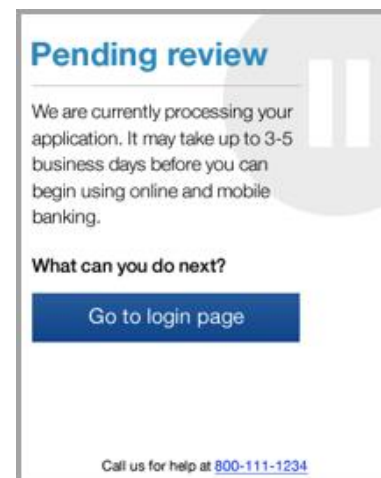 Pending review
We are currently processing your
application. It may take up to 3-5
business days before you can
begin using online and mobile
banking.
What can you do next?
Go to login page
Call us for help at 800-111-1234